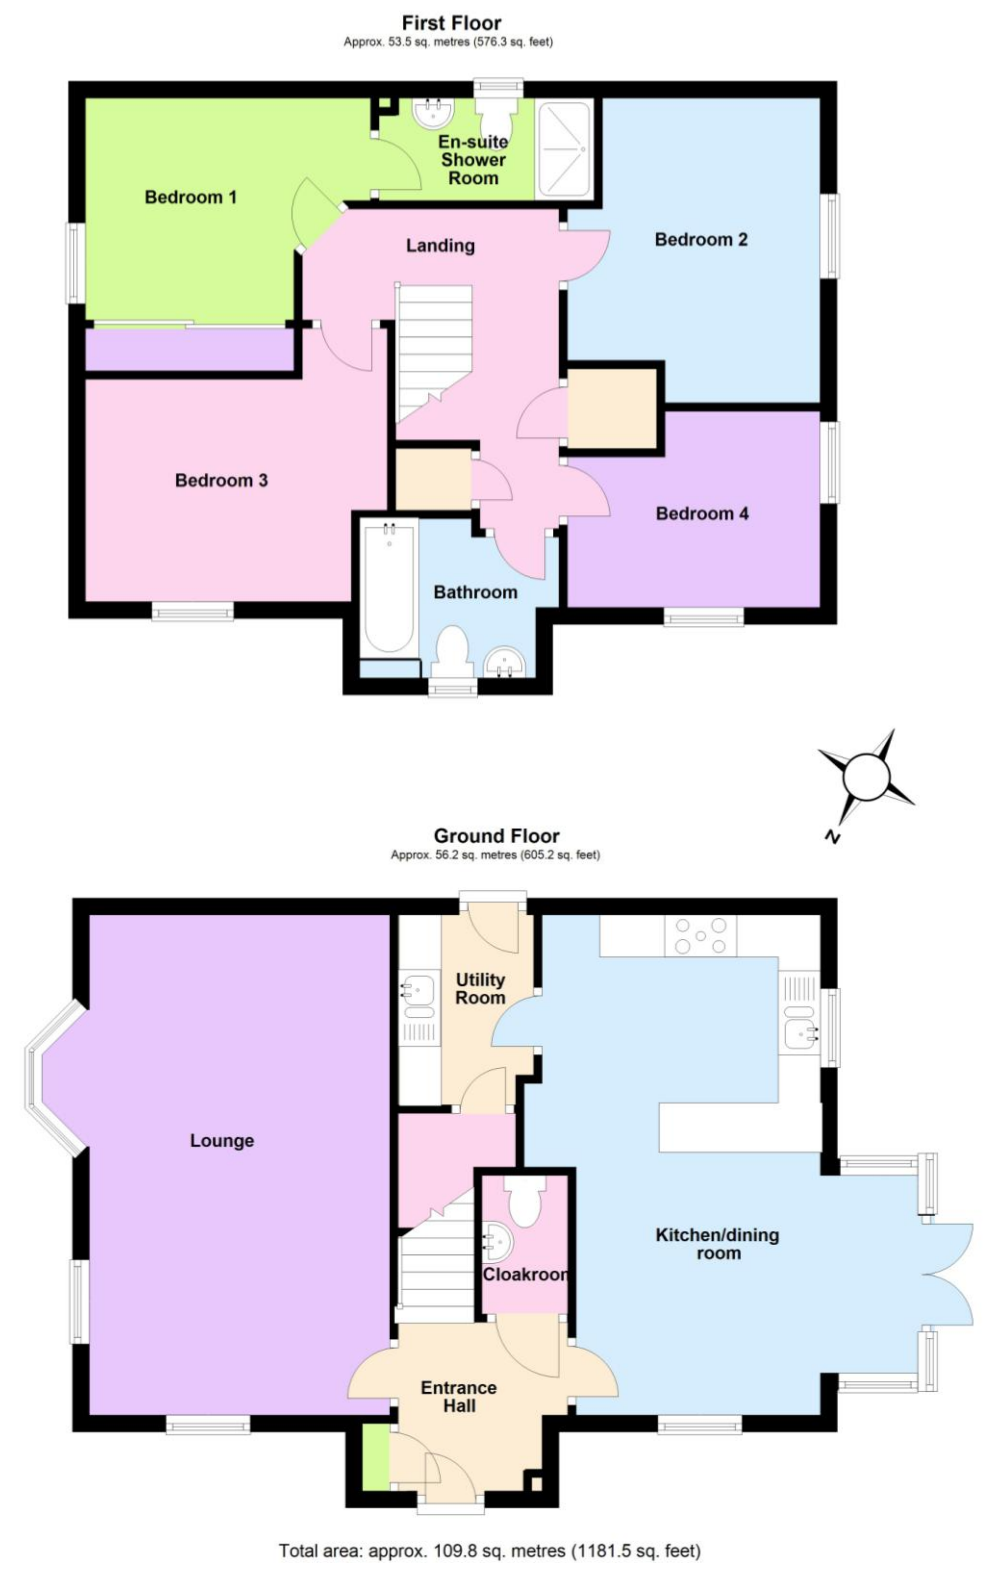 First Floor
Approx. 53.5 sq. metres (576.3 sq. feet)
En-suite
Shower
Room
Bedroom 1
Landing
Bedroom 2
Bedroom 3
Bedroom 4
Bathroom
N
Ground Floor
Approx. 56.2 sq. metres (605.2 sq. feet)
Utility
Room
Lounge
Kitchen/dining
room
Cloakroom
Entrance
Hall
Total area: approx. 109.8 sq. metres (1181.5 sq. feet)